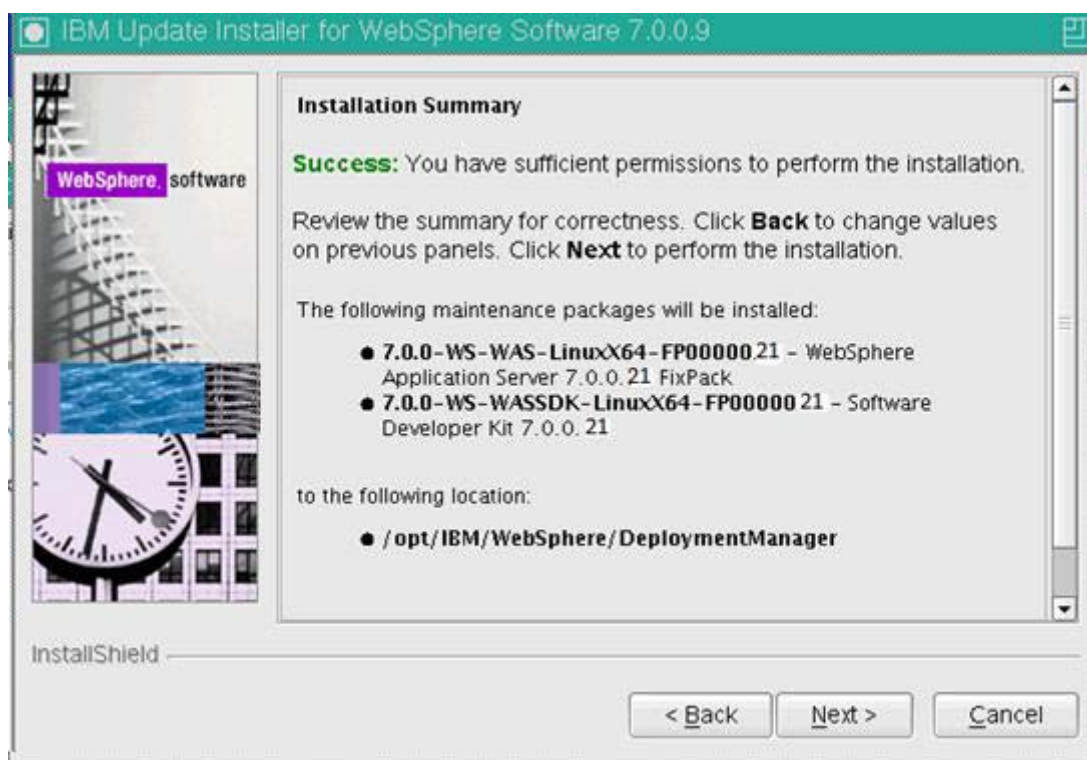 IBM Update Installer for WebSphere Software 7.0.0.9
WebSphere. software
Installation Summary
Success: You have sufficient permissions to perform the installation.
Review the summary for correctness. Click Back to change values
on previous panels. Click Next to perform the installation.
The following maintenance packages will be installed:
● 7.0.0-WS-WAS-LinuxX64-FP00000 21 – WebSphere
Application Server 7.0.0. 21 FixPack
● 7.0.0-WS-WASSDK-LinuxX64-FP00000 21 – Software
Developer Kit 7.0.0. 21
to the following location:
● /opt/IBM/WebSphere/DeploymentManager
InstallShield
< Back Next > Cancel